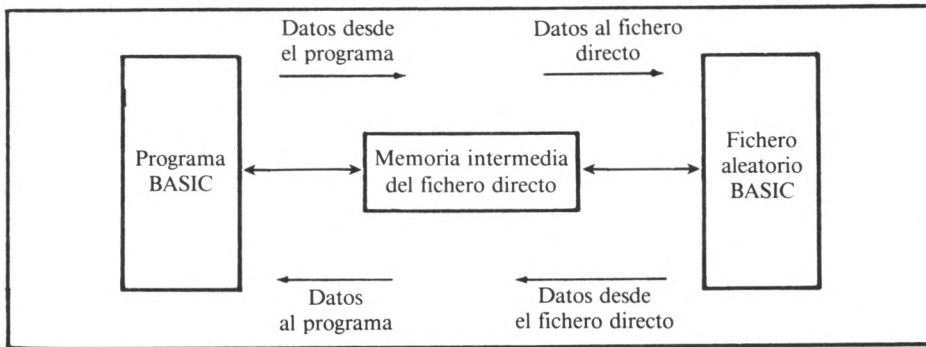 Datos desde
el programa
Datos al fichero
directo
Programa
BASIC
Memoria intermedia
del fichero directo
Fichero
aleatorio
BASIC
Datos
al programa
Datos desde
el fichero directo